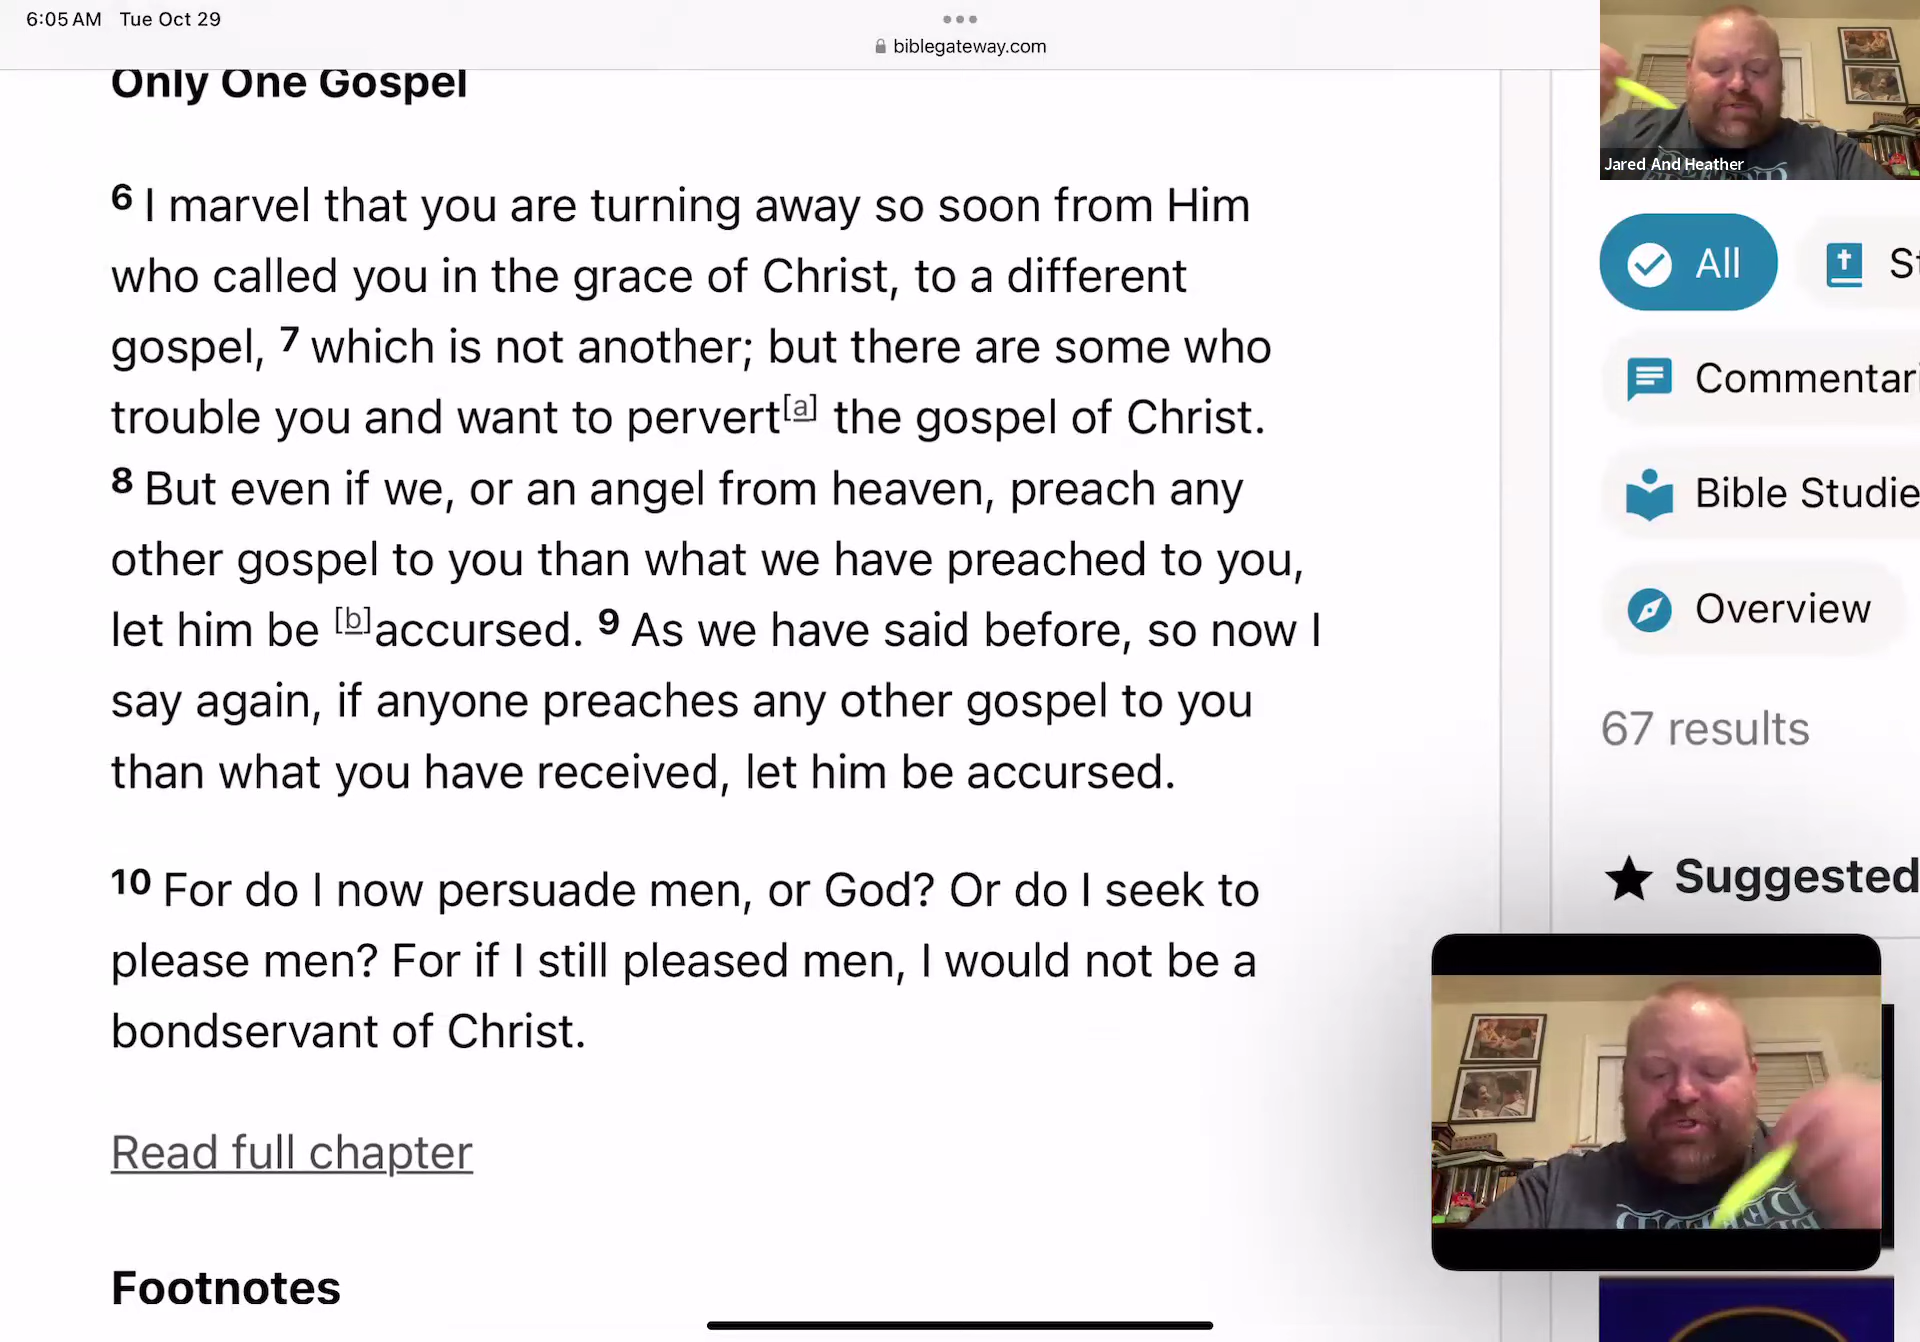 6:05 AM Tue Oct 29
biblegateway.com
Only One Gospel
6 I marvel that you are turning away so soon from Him
who called you in the grace of Christ, to a different
gospel, 7 which is not another; but there are some who
trouble you and want to pervert[a] the gospel of Christ.
8 But even if we, or an angel from heaven, preach any
other gospel to you than what we have preached to you,
let him be [b]accursed. 9 As we have said before, so now I
say again, if anyone preaches any other gospel to you
than what you have received, let him be accursed.
10 For do I now persuade men, or God? Or do I seek to
please men? For if I still pleased men, I would not be a
bondservant of Christ.
Read full chapter
Footnotes
Jared And Heather
All
St
Commentari
Bible Studie
Overview
67 results
Suggested